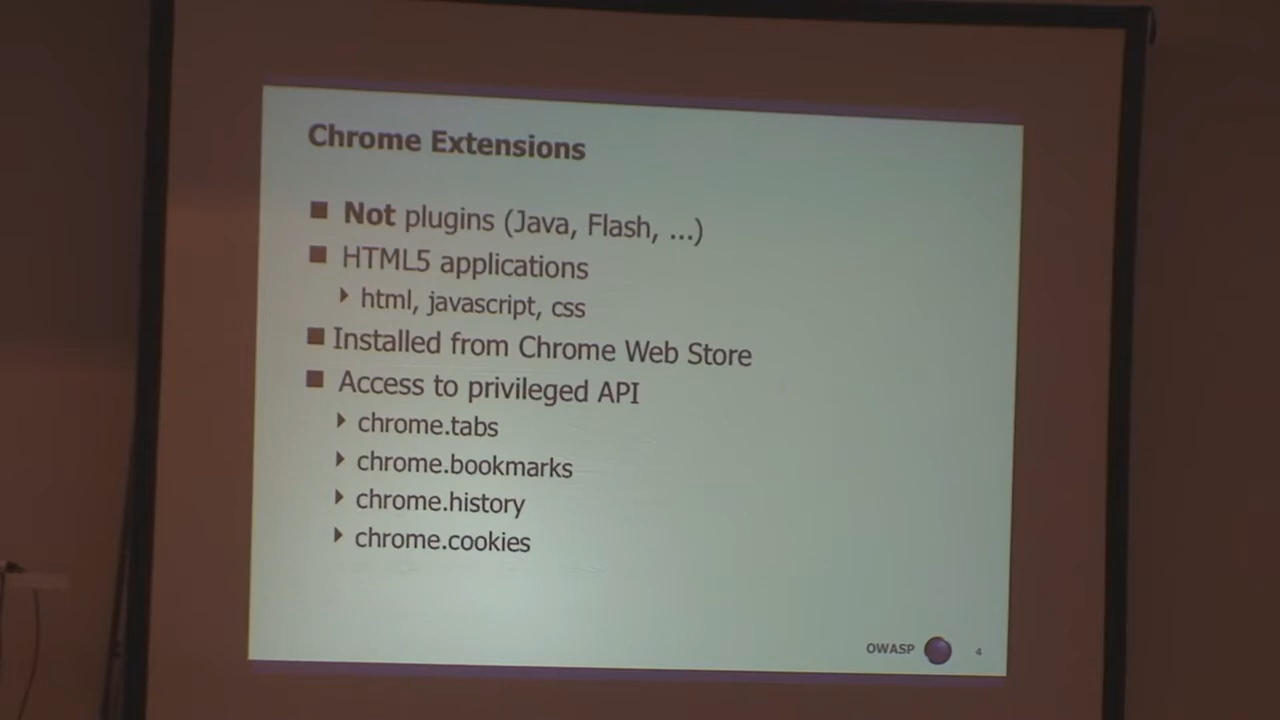 Chrome Extensions
Not plugins (Java, Flash, ...)
HTML5 applications
html, javascript, css
Installed from Chrome Web Store
Access to privileged API
chrome.tabs
chrome.bookmarks
chrome.history
chrome.cookies
OWASP 4